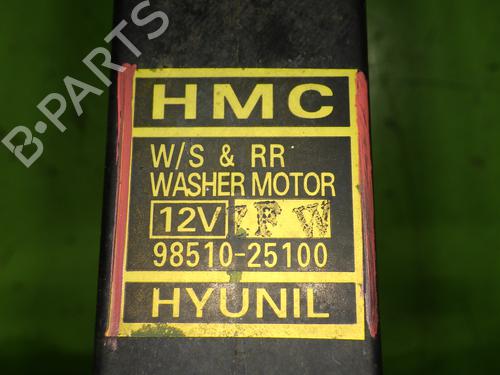 B-PARTS
HMC
W/S & RR
WASHER MOTOR
12V F W
98510-25100
HYUNIL